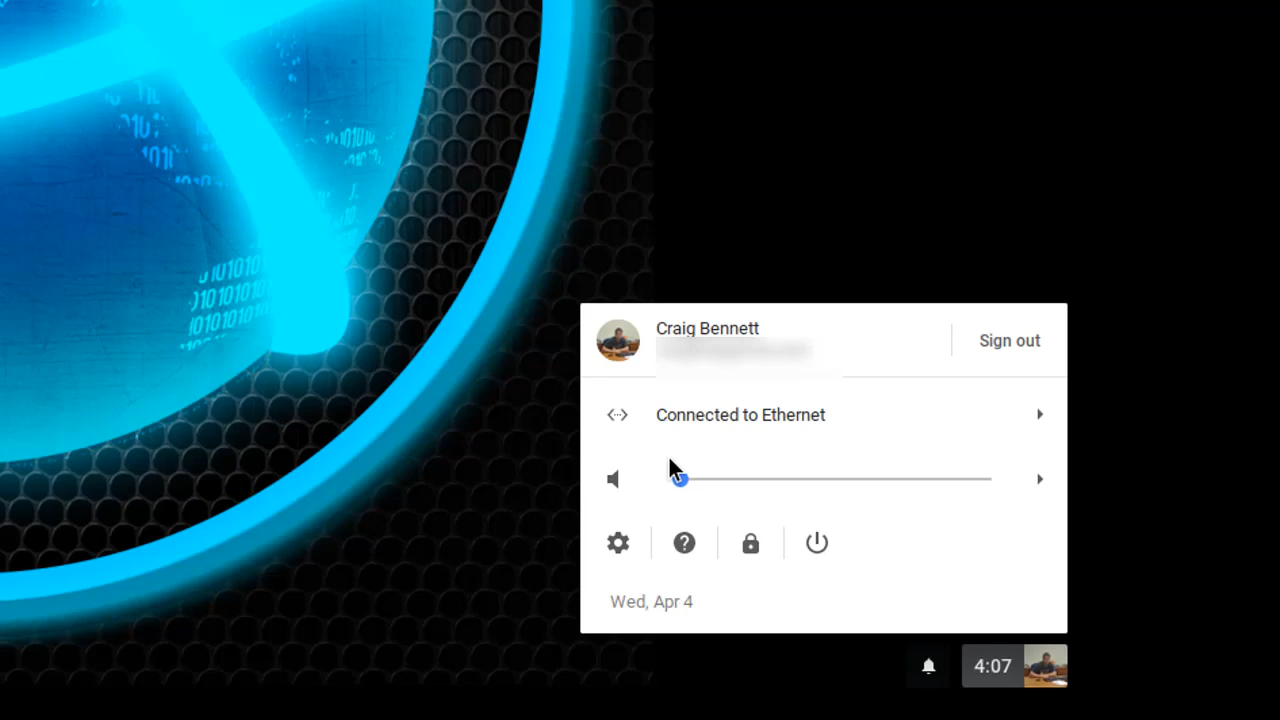 Craig Bennett
Sign out
Connected to Ethernet
Wed, Apr 4
4:07